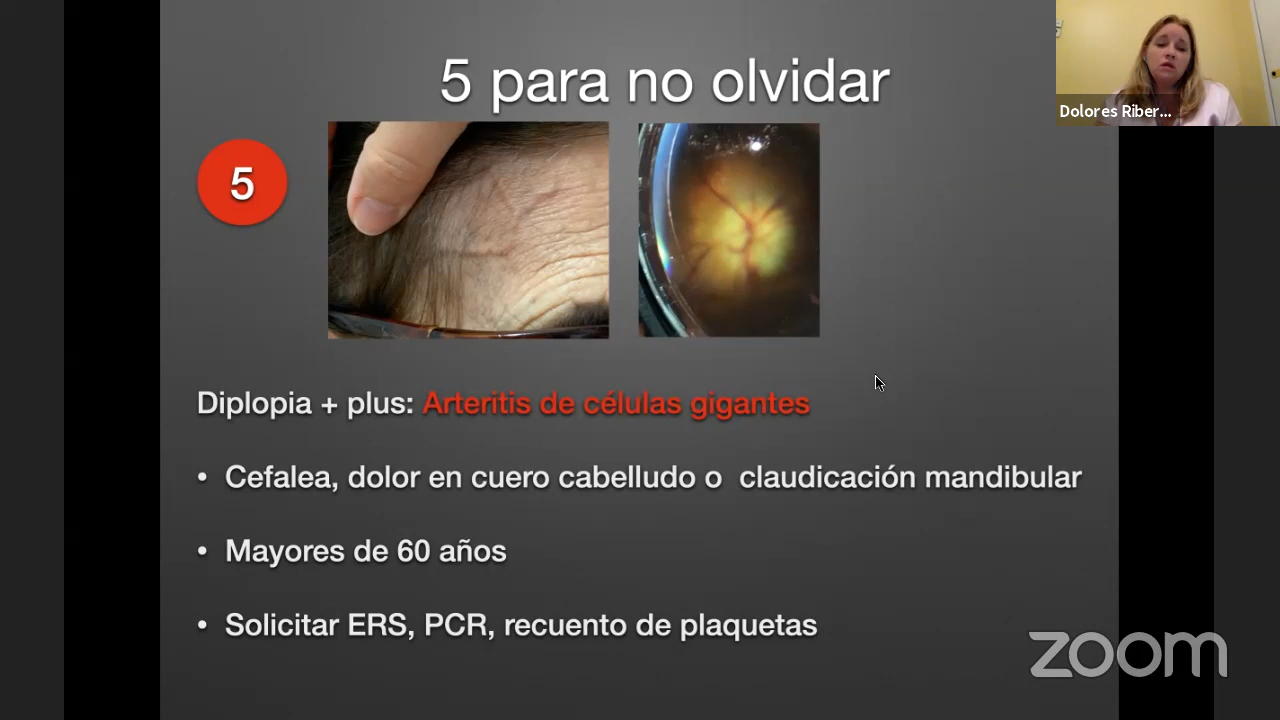 5 para no olvidar
Dolores Riber...
5
Diplopia + plus: Arteritis de células gigantes
• Cefalea, dolor en cuero cabelludo o claudicación mandibular
• Mayores de 60 años
• Solicitar ERS, PCR, recuento de plaquetas
zoom